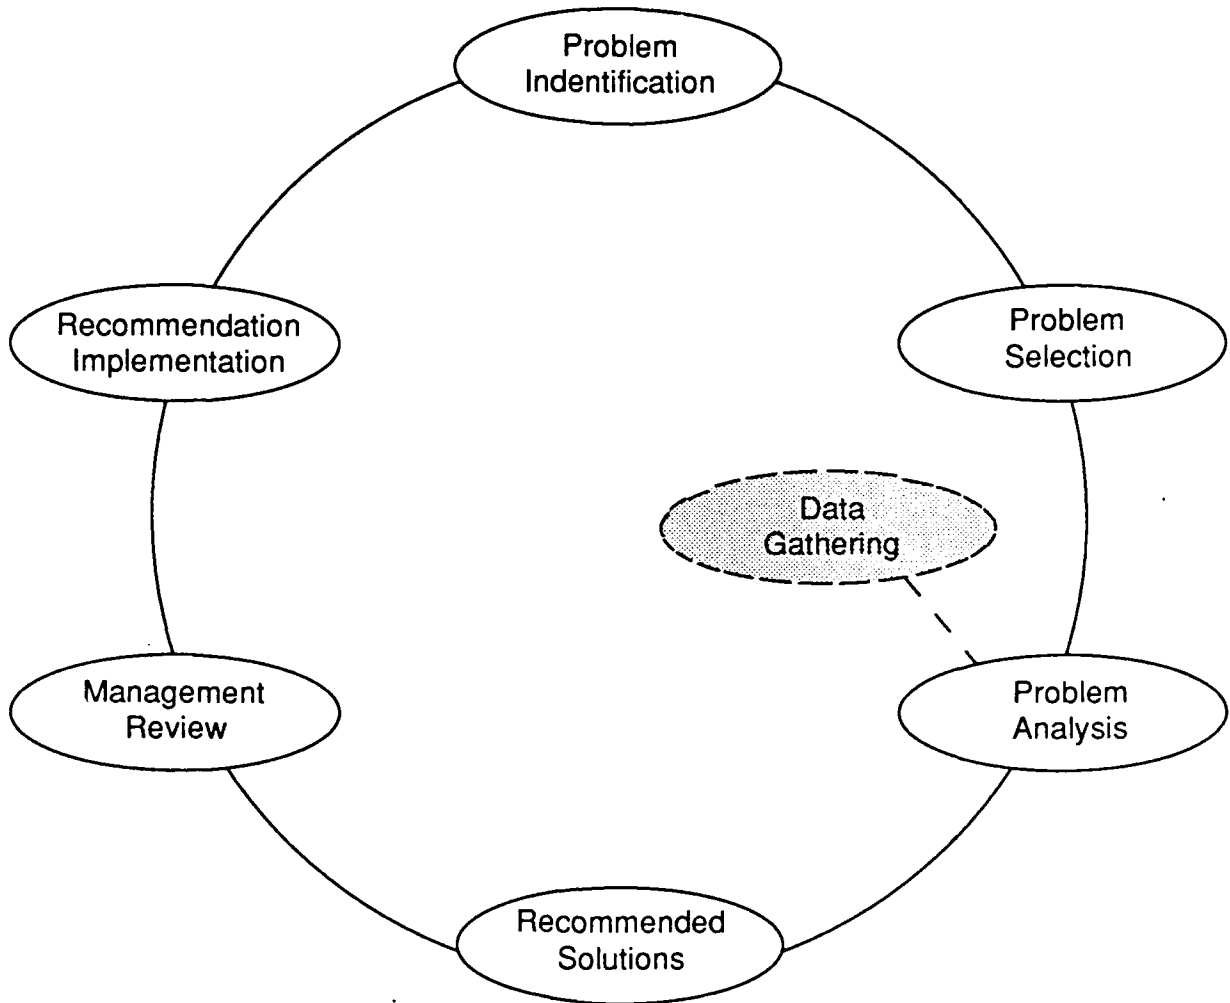 Problem
Indentification
Recommendation
Implementation
Problem
Selection
Data
Gathering
Management
Review
Problem
Analysis
Recommended
Solutions